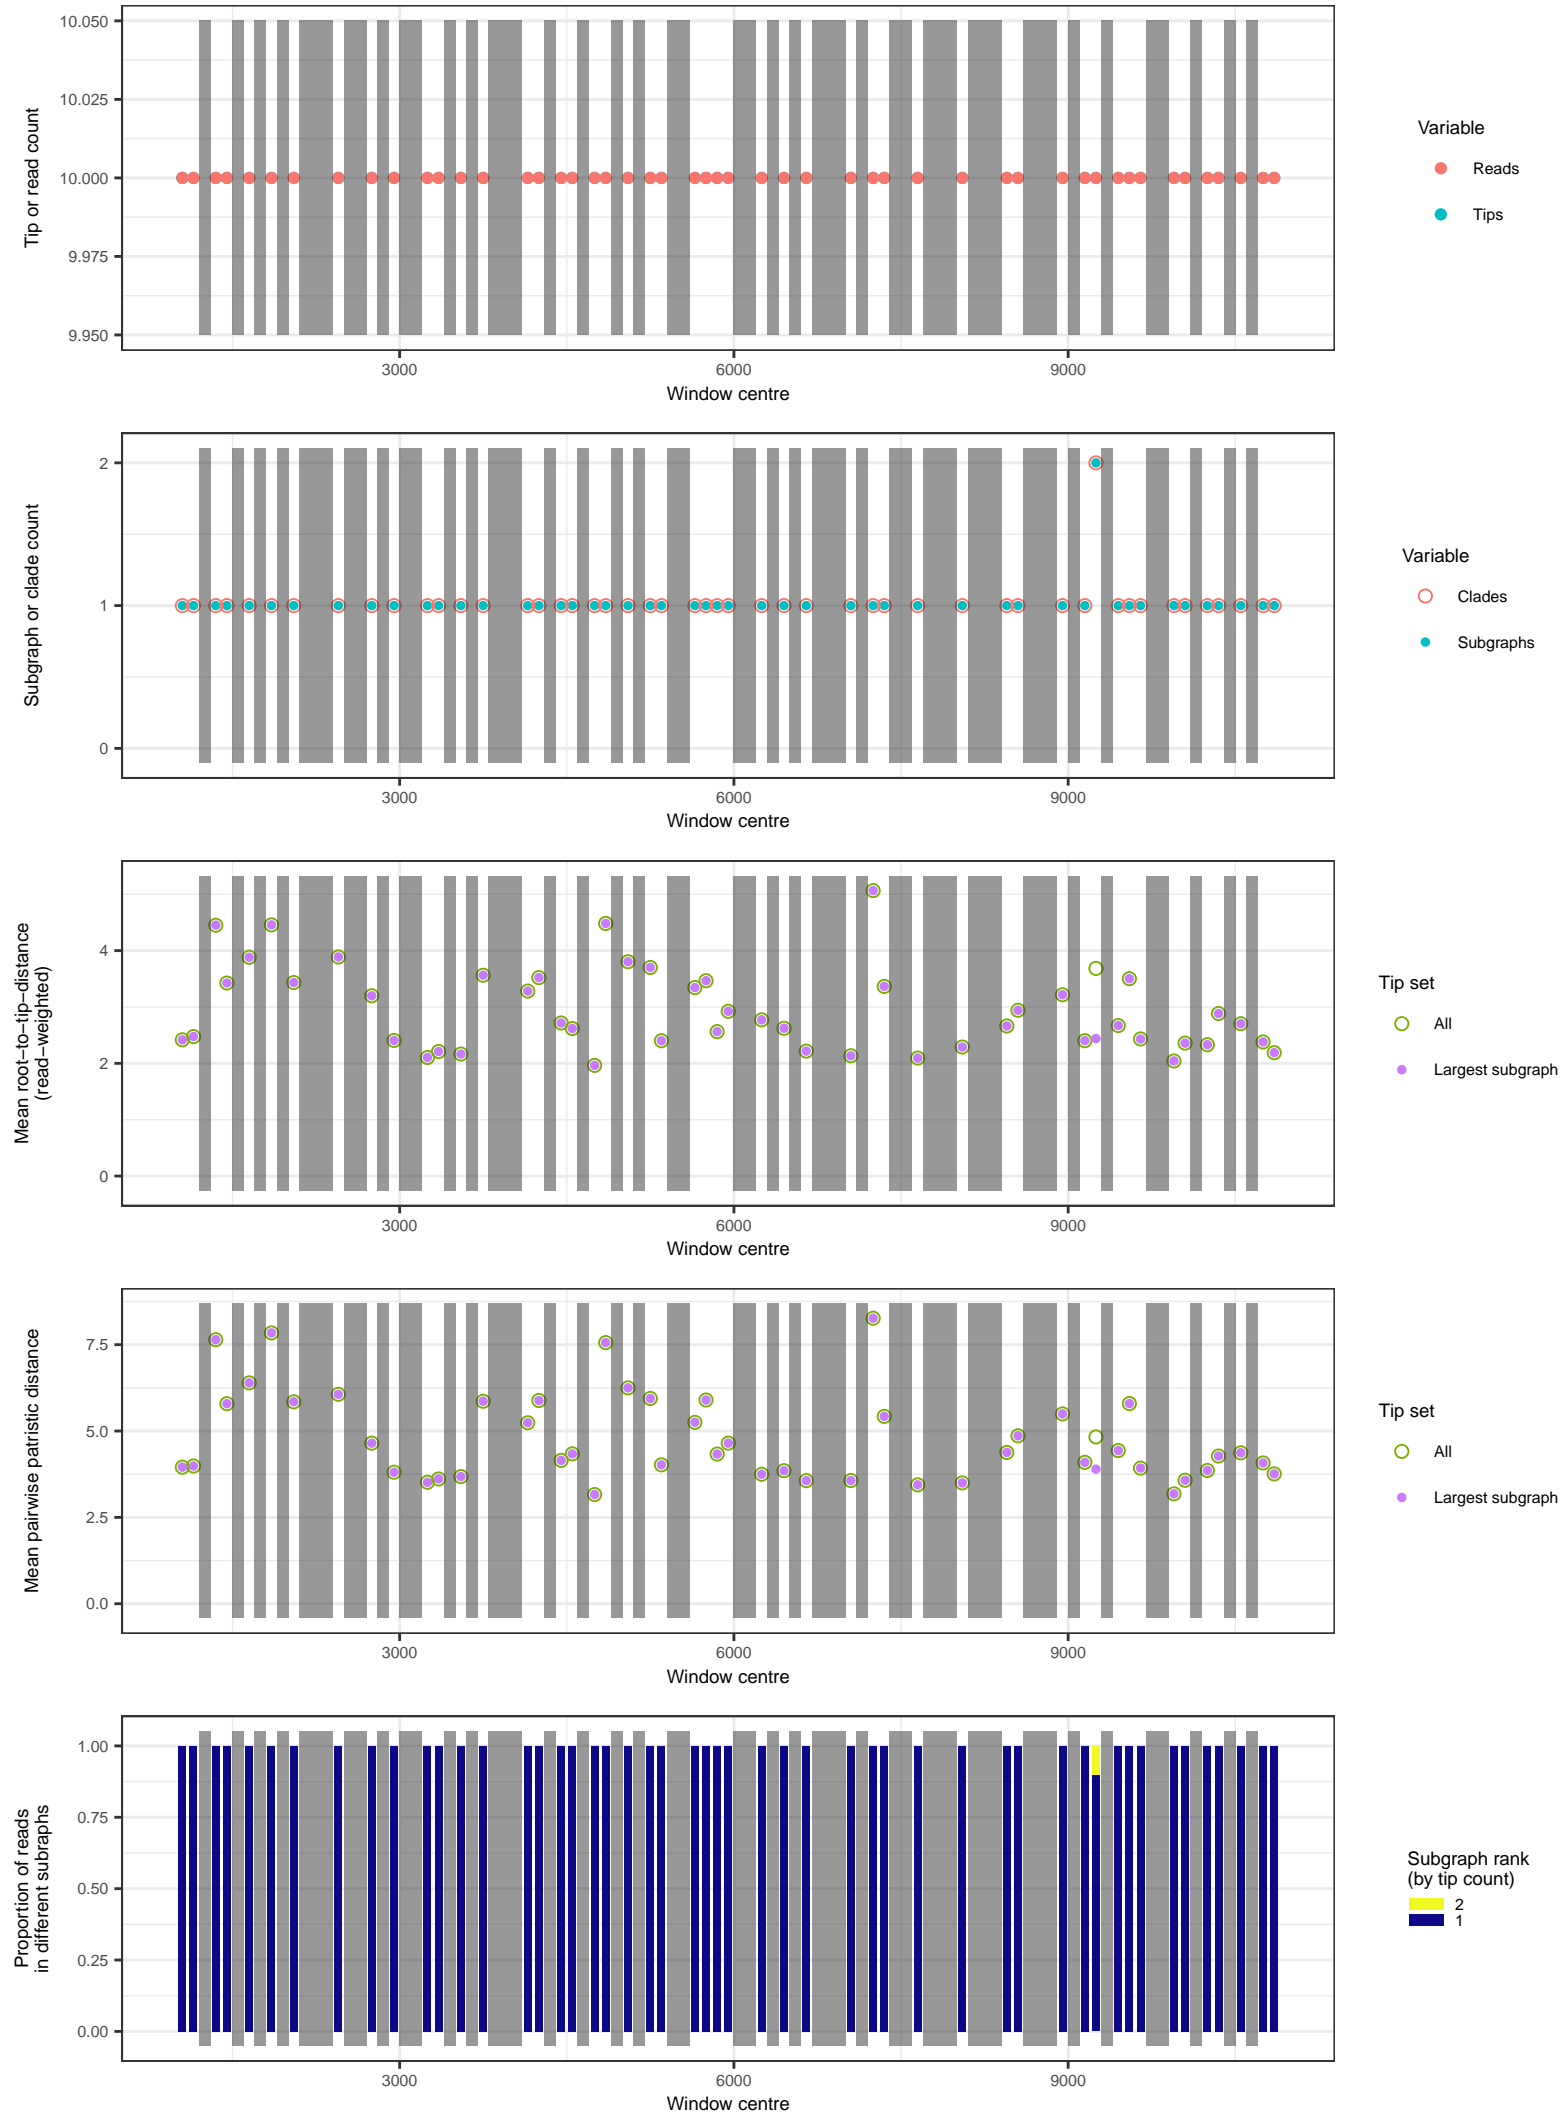 10.050
10.025
10.000
9.975
9.950
Tip or read count
3000
6000
9000
Window centre
Variable
Reads
Tips
2
1
0
Subgraph or clade count
3000
6000
9000
Window centre
Variable
Clades
Subgraphs
4
2
0
Mean root−to−tip−distance
(read−weighted)
3000
6000
9000
Window centre
Tip set
All
Largest subgraph
7.5
5.0
2.5
0.0
Mean pairwise patristic distance
3000
6000
9000
Window centre
Tip set
All
Largest subgraph
1.00
0.75
0.50
0.25
0.00
Proportion of reads
in different subraphs
3000
6000
9000
Window centre
Subgraph rank
(by tip count)
2
1